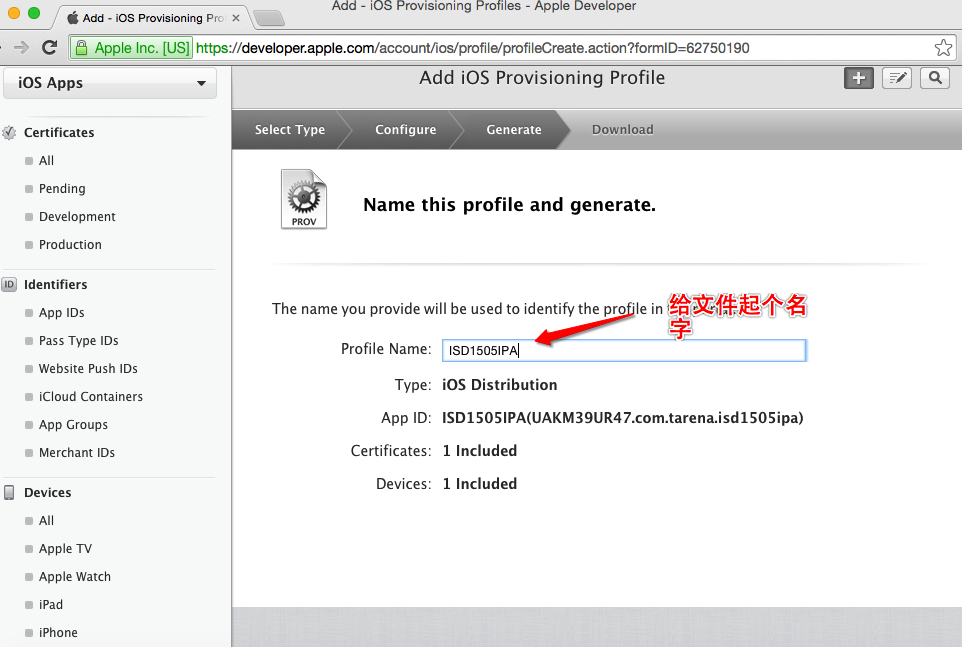 Add - iOS Provisioning Profiles - Apple Developer
Add - iOS Provisioning Pro
Apple Inc. [US] https://developer.apple.com/account/ios/profile/profileCreate.action?formID=62750190
iOS Apps
Certificates
All
Pending
Development
Production
ID Identifiers
App IDs
Pass Type IDs
Website Push IDs
iCloud Containers
App Groups
Merchant IDs
Devices
All
Apple TV
Apple Watch
iPad
iPhone
Add iOS Provisioning Profile
Select Type Configure Generate Download
PROV
Name this profile and generate.
The name you provide will be used to identify the profile in
给文件起个名
字
Profile Name: ISD1505IPA
Type: iOS Distribution
App ID: ISD1505IPA(UAKM39UR47.com.tarena.isd1505ipa)
Certificates: 1 Included
Devices: 1 Included